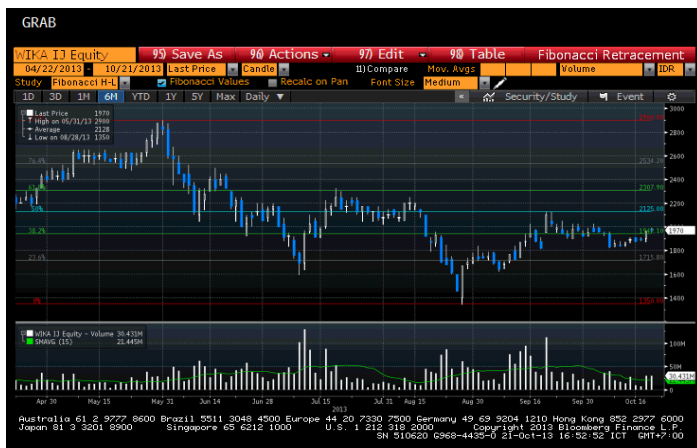 GRAB
WIKA IJ Equity 95) Save As 96) Actions 97) Edit 98) Table Fibonacci Retracement
04/22/2013 - 10/21/2013 Last Price Candle 11)Compare Mov. Avgs Volume IDR
Study Fibonacci H-L Fibonacci Values Recalc on Pan Font Size Medium
1D 3D 1M 6M YTD 1Y 5Y Max Daily ▼ « Security/Study Event
Last Price 1970
High on 05/31/13 2900
Average 2128
Low on 08/28/13 1350
3000
2800
76.4% 2534.20
2600
2400
2307.90
2200
50% 2125.00
2000
38.2%
1970
1800
23.6% 1715.80
1600
1400
0% 1350.00
WIKA IJ Equity - Volume 30.431M
SMAVG (15) 21.445M
100M
50M
30.431M
0
Apr 30 May 15 May 31 Jun 14 Jun 28 Jul 15 Jul 31 Aug 15 Aug 30 Sep 16 Sep 30 Oct 16
2013
Australia 61 2 9777 8600 Brazil 5511 3048 4500 Europe 44 20 7330 7500 Germany 49 69 9204 1210 Hong Kong 852 2977 6000
Japan 81 3 3201 8900 Singapore 65 6212 1000 U.S. 1 212 318 2000 Copyright 2013 Bloomberg Finance L.P.
SN 510620 G968-4435-0 21-Oct-13 16:52:52 ICT GMT+7:00